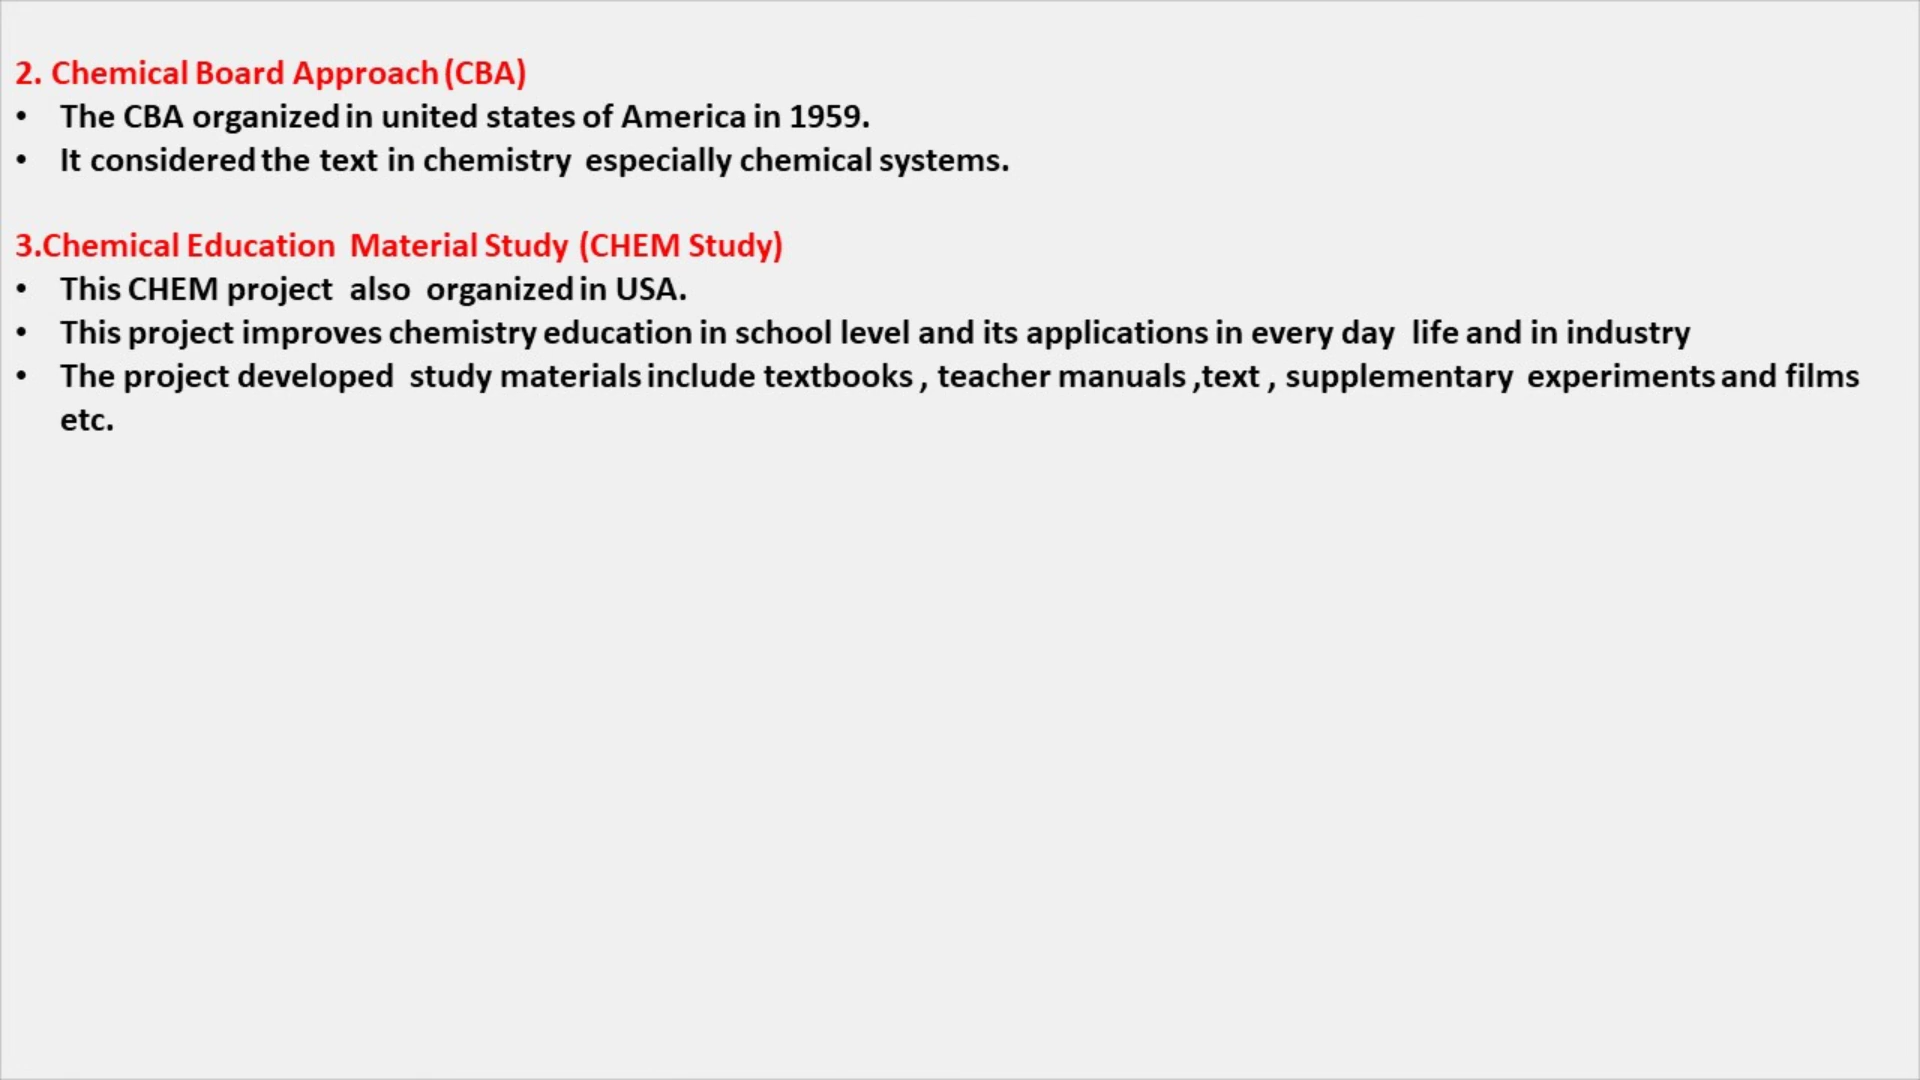 2. Chemical Board Approach (CBA)
• The CBA organized in united states of America in 1959.
• It considered the text in chemistry especially chemical systems.
3.Chemical Education Material Study (CHEM Study)
• This CHEM project also organized in USA.
• This project improves chemistry education in school level and its applications in every day life and in industry
• The project developed study materials include textbooks , teacher manuals ,text , supplementary experiments and films
etc.